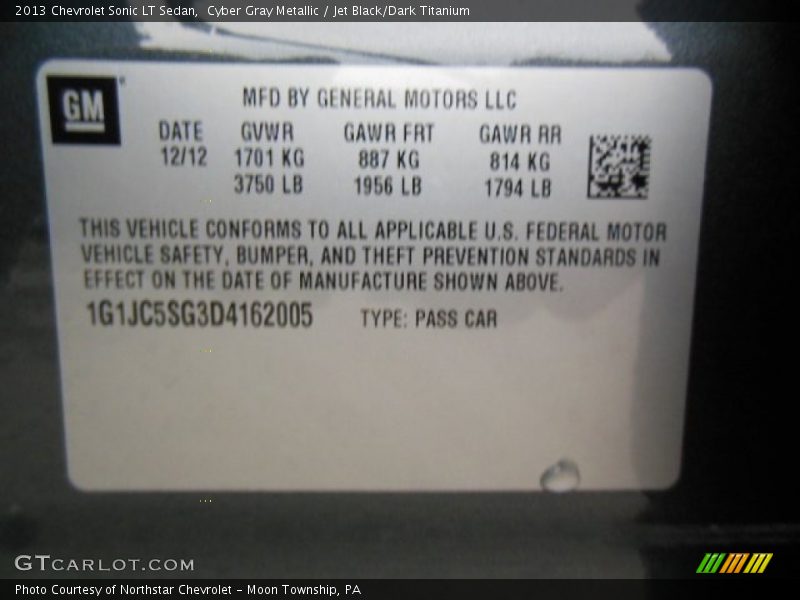 2013 Chevrolet Sonic LT Sedan,  Cyber Gray Metallic / Jet Black/Dark Titanium
GM
MFD BY GENERAL MOTORS LLC
DATE GVWR GAWR FRT GAWR RR
12/12 1701 KG 887 KG 814 KG
3750 LB 1956 LB 1794 LB
THIS VEHICLE CONFORMS TO ALL APPLICABLE U.S. FEDERAL MOTOR
VEHICLE SAFETY, BUMPER, AND THEFT PREVENTION STANDARDS IN
EFFECT ON THE DATE OF MANUFACTURE SHOWN ABOVE.
1G1JC5SG3D4162005 TYPE: PASS CAR
GTCARLOT.COM
Photo Courtesy of Northstar Chevrolet - Moon Township, PA